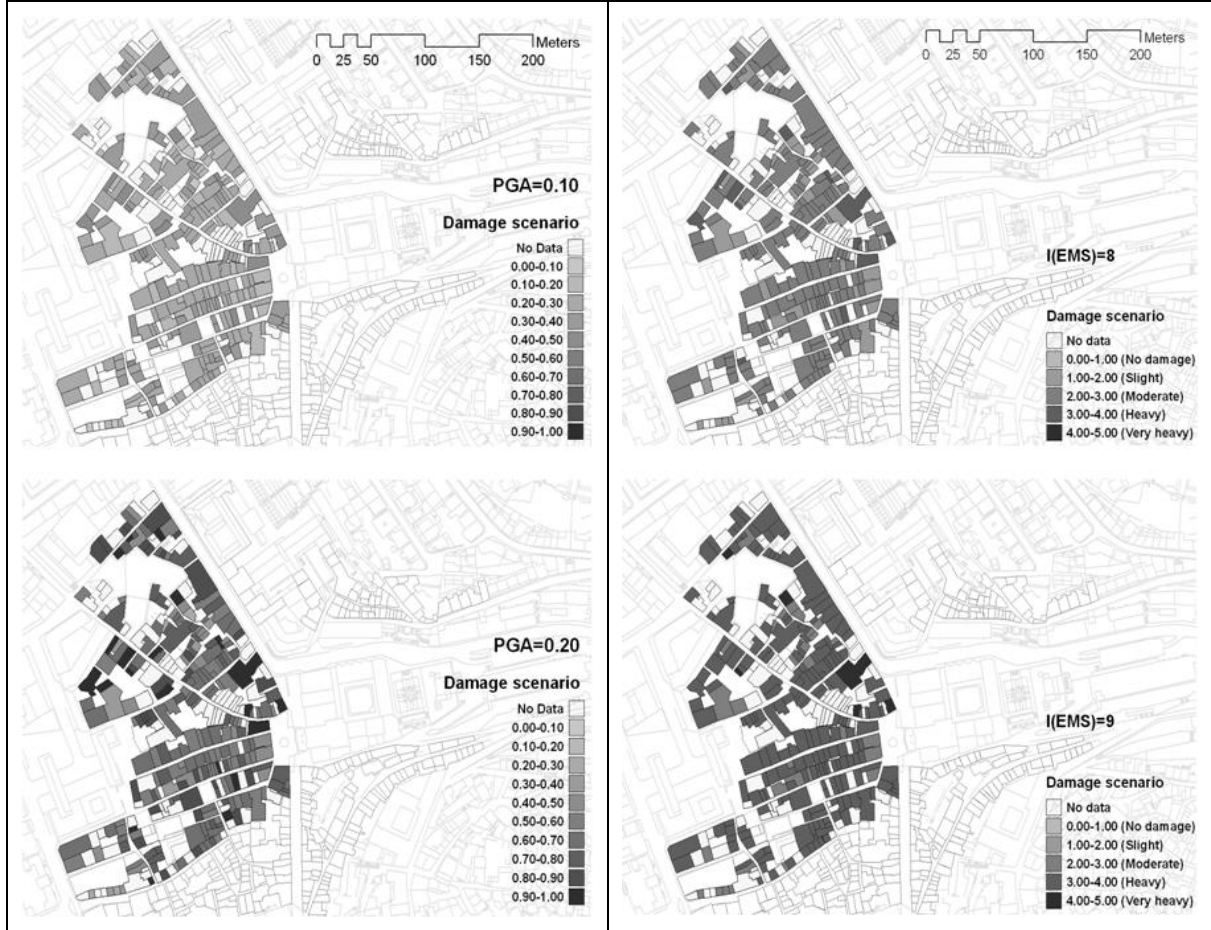 Meters
0 25 50 100 150 200
PGA=0.10
Damage scenario
No Data
0.00-0.10
0.10-0.20
0.20-0.30
0.30-0.40
0.40-0.50
0.50-0.60
0.60-0.70
0.70-0.80
0.80-0.90
0.90-1.00
Meters
0 25 50 100 150 200
I(EMS)=8
Damage scenario
No data
0.00-1.00 (No damage)
1.00-2.00 (Slight)
2.00-3.00 (Moderate)
3.00-4.00 (Heavy)
4.00-5.00 (Very heavy)
PGA=0.20
Damage scenario
No Data
0.00-0.10
0.10-0.20
0.20-0.30
0.30-0.40
0.40-0.50
0.50-0.60
0.60-0.70
0.70-0.80
0.80-0.90
0.90-1.00
I(EMS)=9
Damage scenario
No data
0.00-1.00 (No damage)
1.00-2.00 (Slight)
2.00-3.00 (Moderate)
3.00-4.00 (Heavy)
4.00-5.00 (Very heavy)